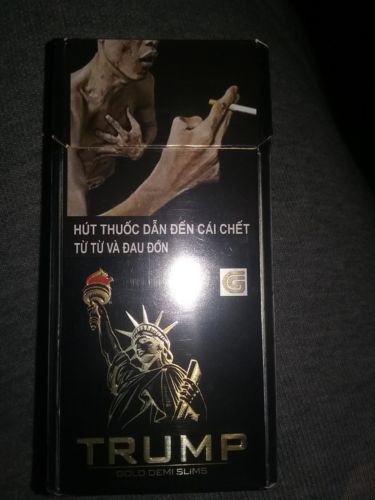 HÚT THUỐC DẪN ĐẾN CÁI CHẾT
TỪ TỪ VÀ ĐAU ĐỚN
G
TRUMP
GOLD DEMI SLIMS